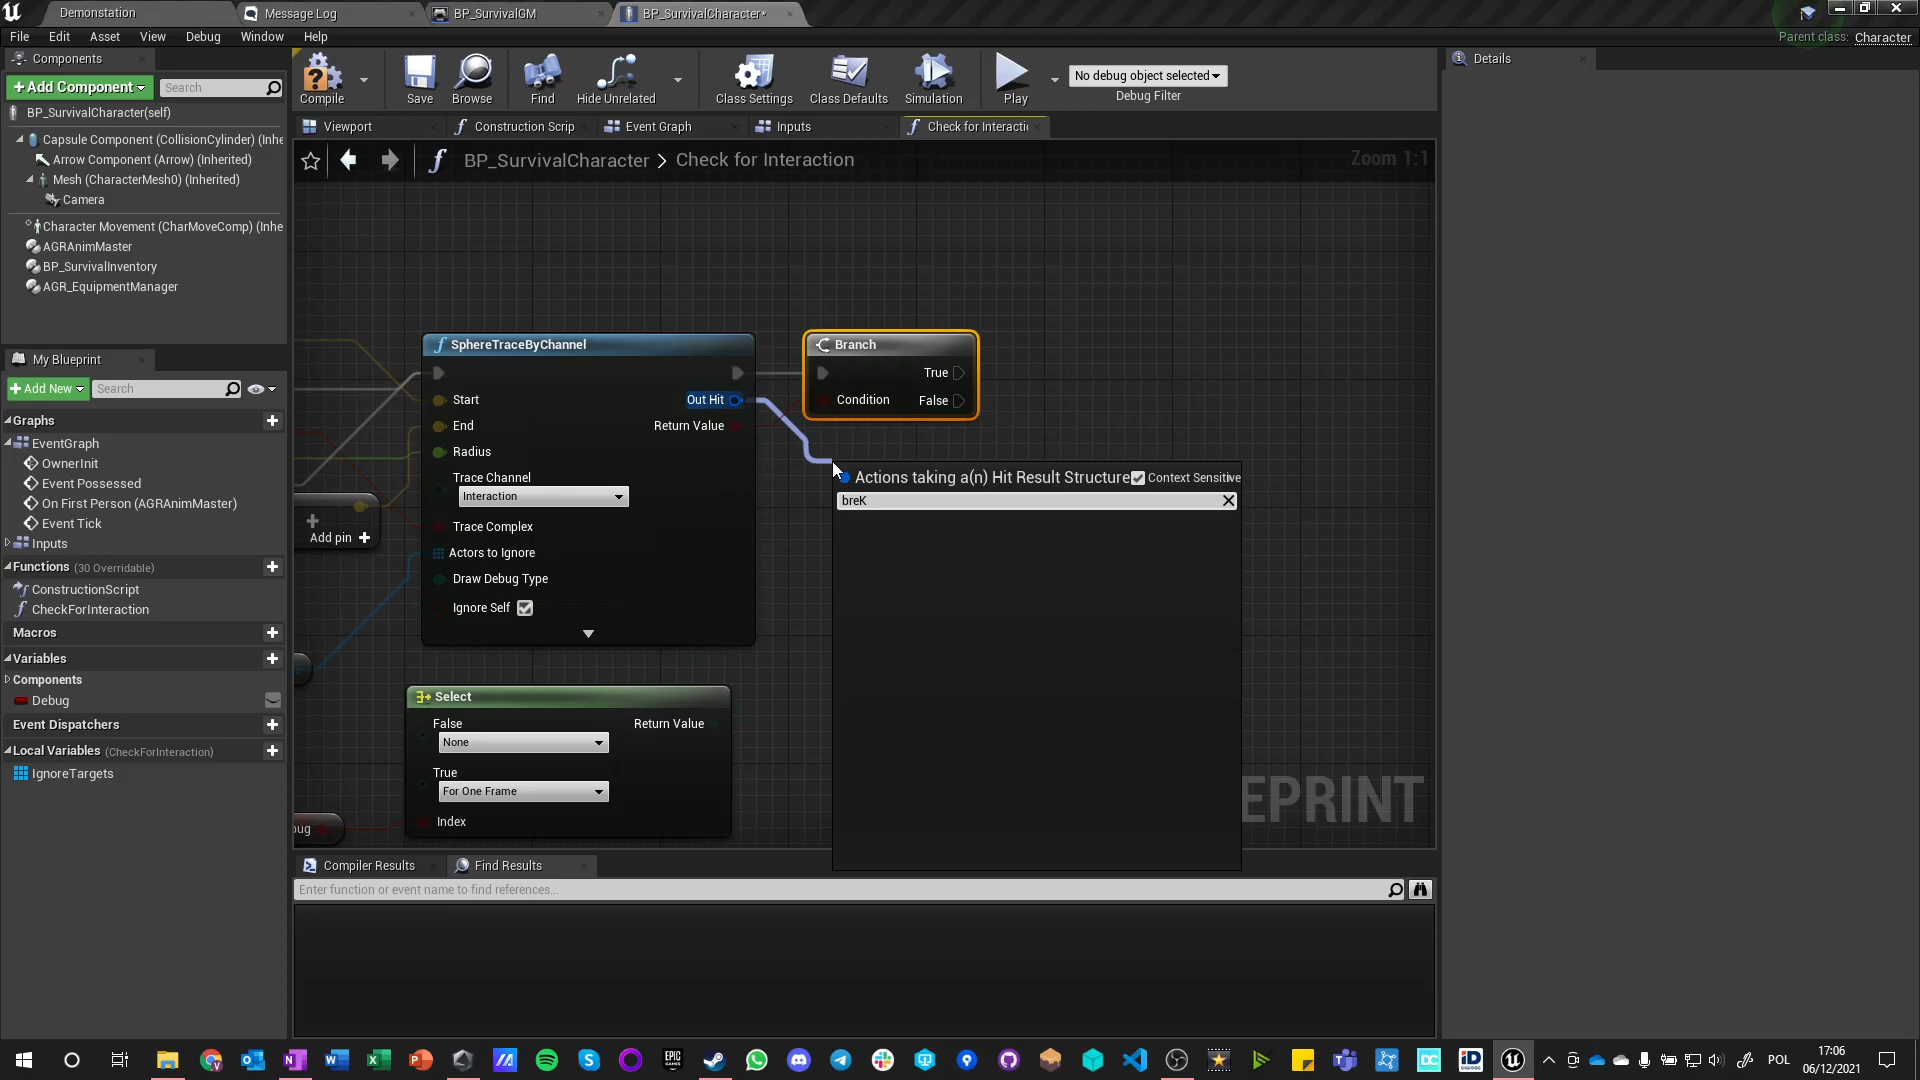 Demonstration
Message Log
BP_SurvivalGM
BP_SurvivalCharacter*
File Edit Asset View Debug Window Help
Parent class: Character
Components
+Add Component
Search
BP_SurvivalCharacter(self)
Capsule Component (CollisionCylinder) (Inhe
Arrow Component (Arrow) (Inherited)
Mesh (CharacterMesh0) (Inherited)
Camera
Character Movement (CharMoveComp) (Inhe
AGRAnimMaster
BP_SurvivalInventory
AGR_EquipmentManager
My Blueprint
+Add New
Search
Graphs
EventGraph
OwnerInit
Event Possessed
On First Person (AGRAnimMaster)
Event Tick
Inputs
Functions (30 Overridable)
ConstructionScript
CheckForInteraction
Macros
Variables
Components
Debug
Event Dispatchers
Local Variables (CheckForInteraction)
IgnoreTargets
Compile
Save
Browse
Find
Hide Unrelated
Class Settings
Class Defaults
Simulation
Play
No debug object selected
Debug Filter
Viewport
Construction Scrip
Event Graph
Inputs
Check for Interacti
BP_SurvivalCharacter > Check for Interaction
Zoom 1:1
SphereTraceByChannel
Start
Out Hit
End
Return Value
Radius
Trace Channel
Interaction
Trace Complex
Actors to Ignore
Draw Debug Type
Ignore Self
Add pin +
Branch
True
Condition
False
Actions taking a(n) Hit Result Structure
Context Sensitive
breK
Select
False
Return Value
None
True
For One Frame
Index
bug
EPRINT
Compiler Results
Find Results
Enter function or event name to find references...
Details
POL
17:06
06/12/2021